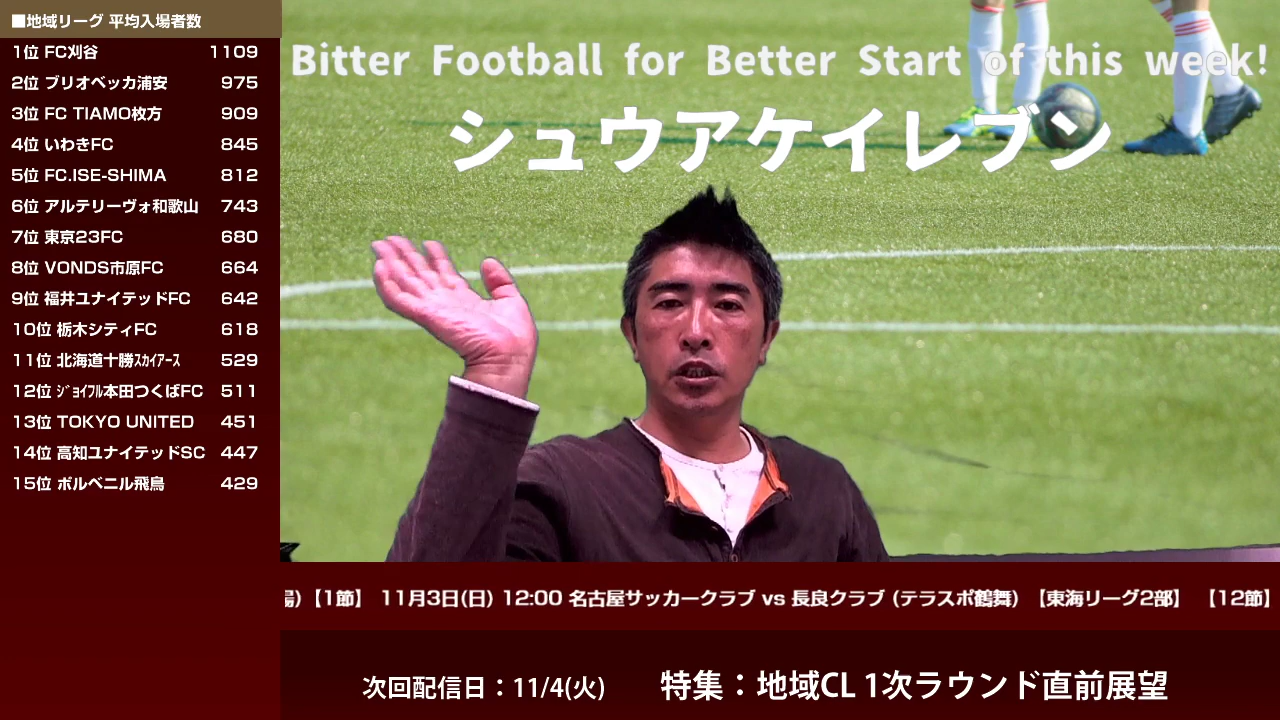 ■地域リーグ 平均入場者数
1位 FC刈谷 1109
2位 ブリオベッカ浦安 975
3位 FC TIAMO枚方 909
4位 いわきFC 845
5位 FC.ISE-SHIMA 812
6位 アルテリーヴォ和歌山 743
7位 東京23FC 680
8位 VONDS市原FC 664
9位 福井ユナイテッドFC 642
10位 栃木シティFC 618
11位 北海道十勝ｽｶｲｱｰｽ 529
12位 ｼﾞｮｲﾌﾙ本田つくばFC 511
13位 TOKYO UNITED 451
14位 高知ユナイテッドSC 447
15位 ポルベニル飛鳥 429
Bitter Football for Better Start of this week!
シュウアケイレブン
場) 【1節】 11月3日(日) 12:00 名古屋サッカークラブ vs 長良クラブ (テラスポ鶴舞) 【東海リーグ2部】 【12節】
次回配信日：11/4(火) 特集：地域CL 1次ラウンド直前展望